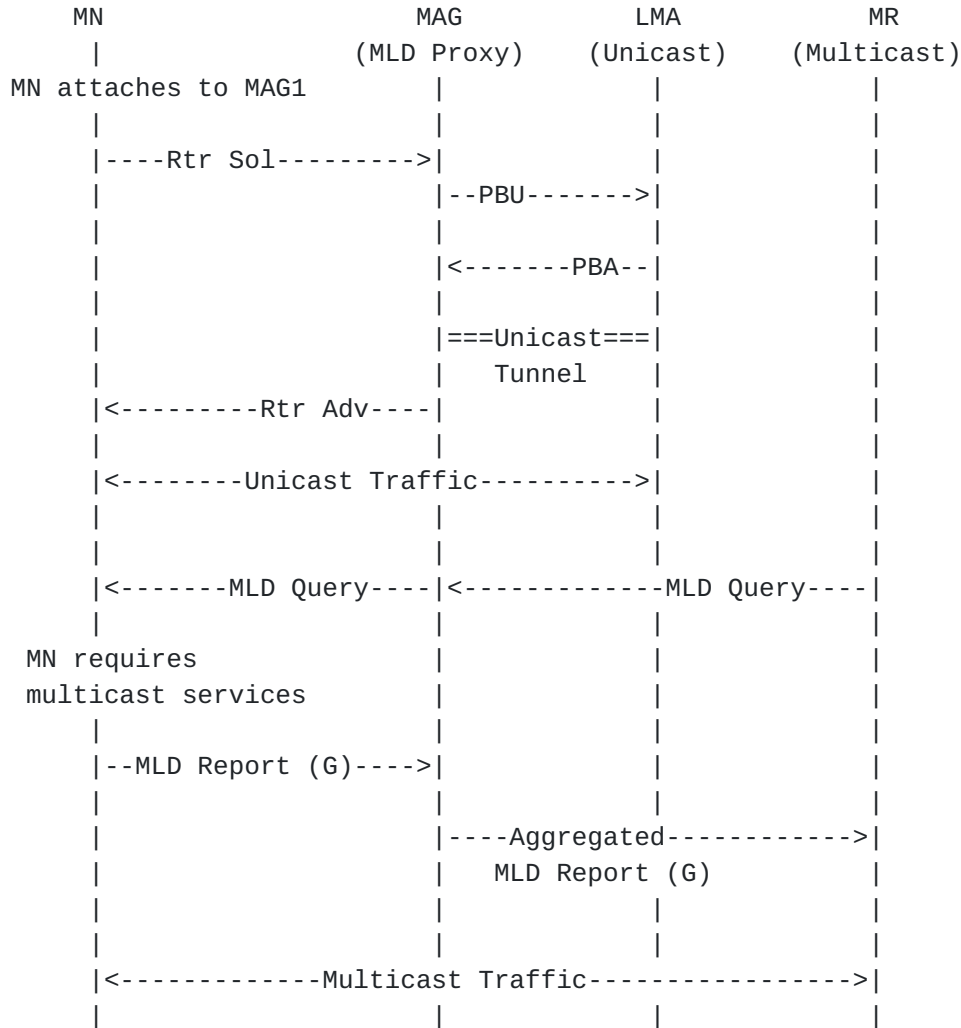 MN MAG LMA MR
(MLD Proxy) (Unicast) (Multicast)
MN attaches to MAG1
Rtr Sol
PBU
PBA
Unicast
Tunnel
Rtr Adv
Unicast Traffic
MLD Query MLD Query
MN requires
multicast services
MLD Report (G)
Aggregated
MLD Report (G)
Multicast Traffic